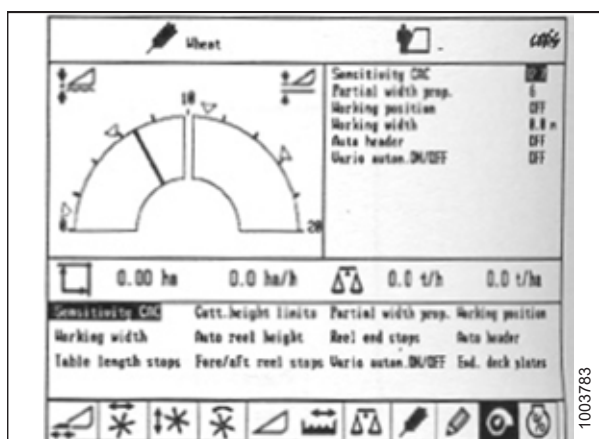 Wheat
Sensitivity CAC
Partial width prop. 6
Working position OFF
Working width 0.0 m
Auto header OFF
Vario autom.ON/OFF OFF
10
0
20
0.00 ha 0.0 ha/h 0.0 t/h 0.0 t/ha
Sensitivity CAC Cutt.height limits Partial width prop. Working position
Working width Auto reel height Reel end stops Auto header
Table length stops Fore/aft reel stops Vario autom.ON/OFF End. deck plates
1003783